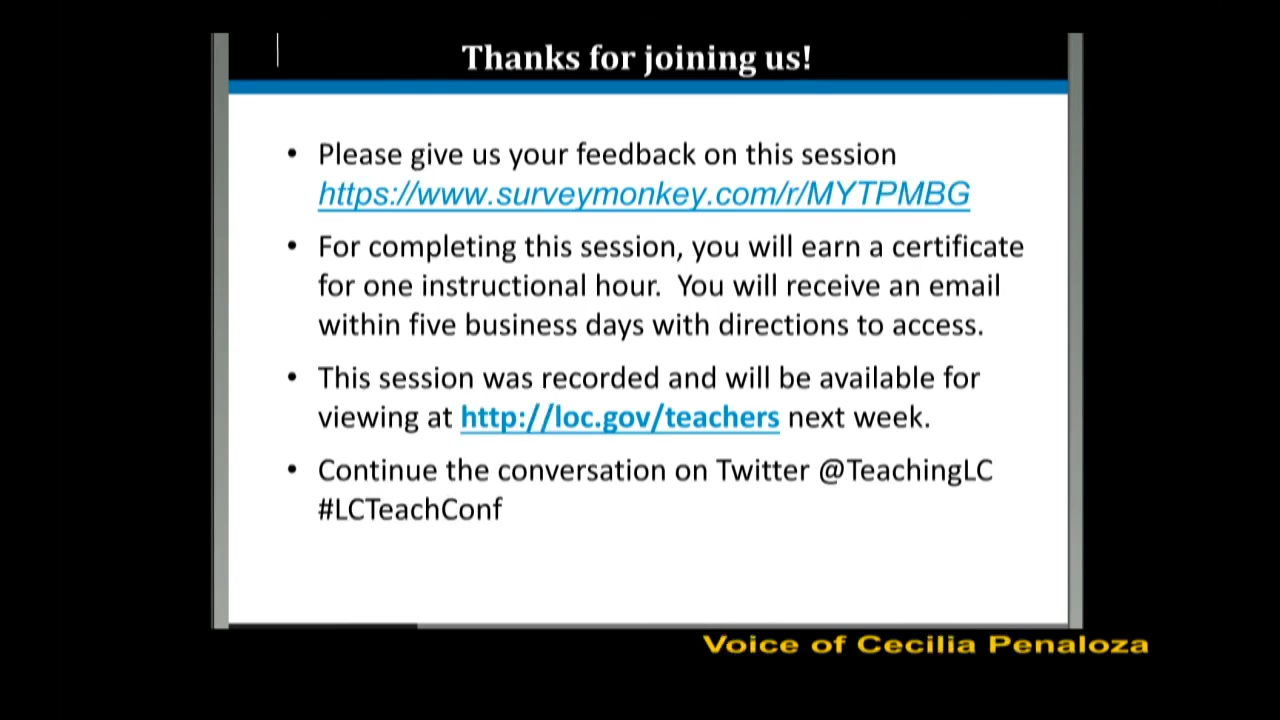 Thanks for joining us!
• Please give us your feedback on this session
https://www.surveymonkey.com/r/MYTPMBG
• For completing this session, you will earn a certificate
for one instructional hour.  You will receive an email
within five business days with directions to access.
• This session was recorded and will be available for
viewing at http://loc.gov/teachers next week.
• Continue the conversation on Twitter @TeachingLC
#LCTeachConf
Voice of Cecilia Penaloza